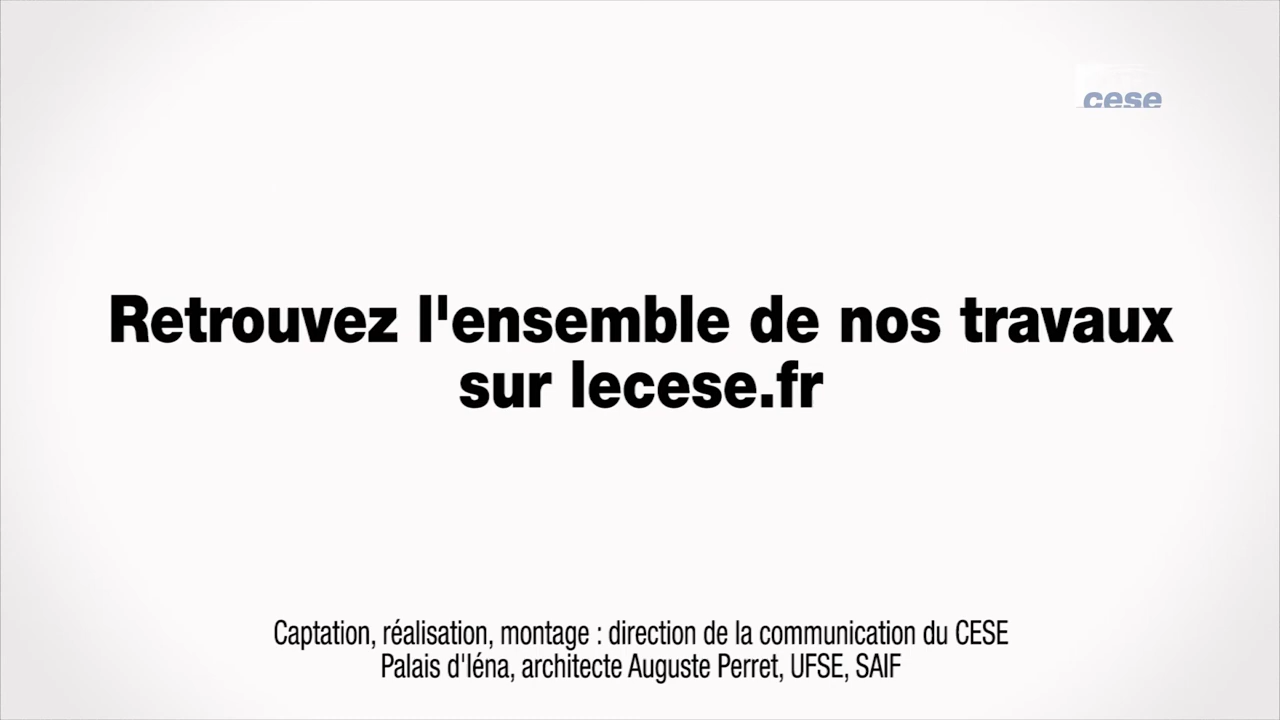 cese
Retrouvez l'ensemble de nos travaux
sur lecese.fr
Captation, réalisation, montage : direction de la communication du CESE
Palais d'Iéna, architecte Auguste Perret, UFSE, SAIF